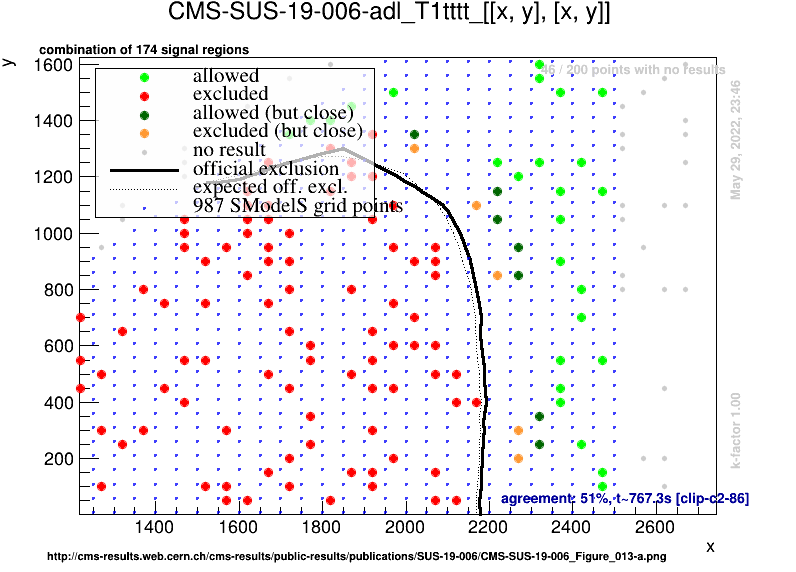 CMS-SUS-19-006-adl_T1tttt_[[x, y], [x, y]]
combination of 174 signal regions
y
46 / 200 points with no results
allowed
excluded
allowed (but close)
excluded (but close)
no result
official exclusion
expected off. excl.
987 SModelS grid points
1600
1400
1200
1000
800
600
400
200
May 29, 2022, 23:46
k-factor 1.00
agreement: 51%, t~767.3s [clip-c2-86]
1400 1600 1800 2000 2200 2400 2600
x
http://cms-results.web.cern.ch/cms-results/public-results/publications/SUS-19-006/CMS-SUS-19-006_Figure_013-a.png